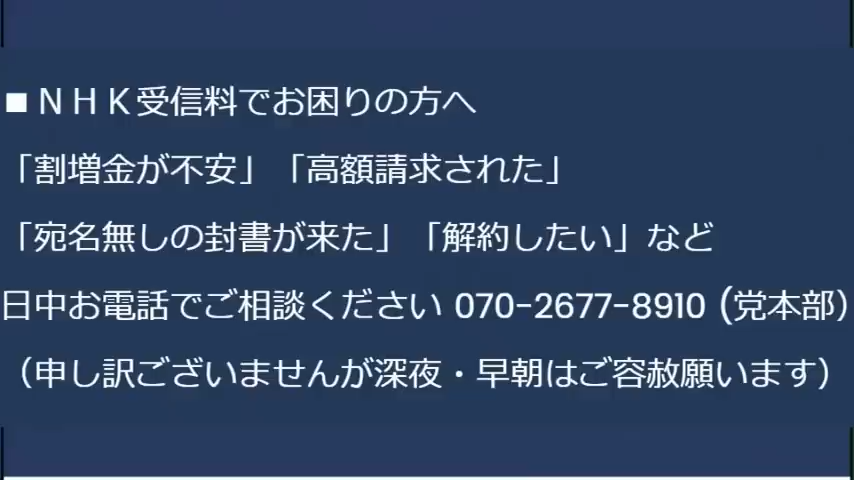 ■ＮＨＫ受信料でお困りの方へ
「割増金が不安」「高額請求された」
「宛名無しの封書が来た」「解約したい」など
日中お電話でご相談ください 070-2677-8910 (党本部)
（申し訳ございませんが深夜・早朝はご容赦願います）